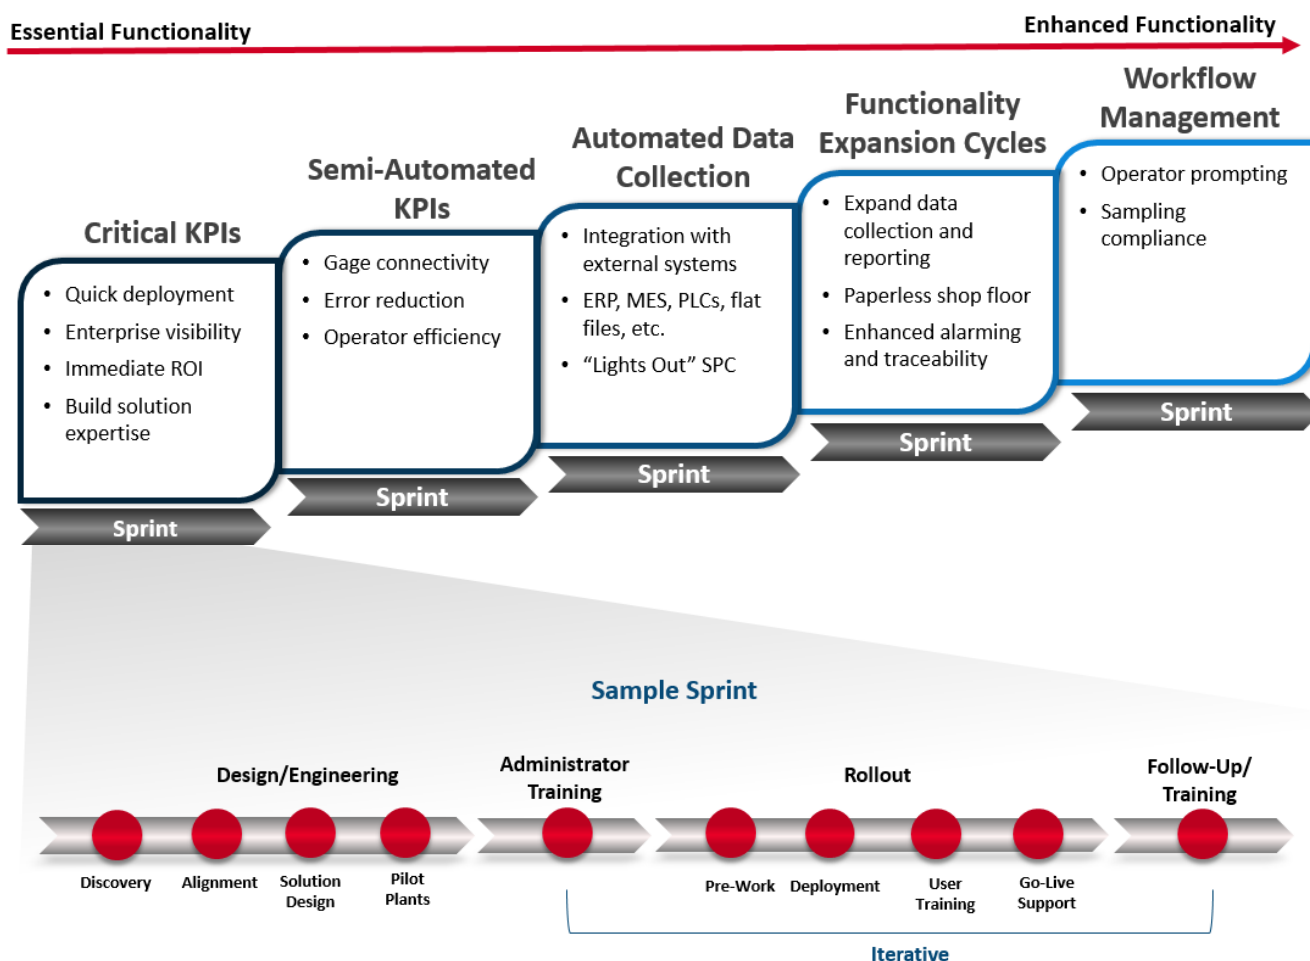 Essential Functionality
Enhanced Functionality
Critical KPIs
• Quick deployment
• Enterprise visibility
• Immediate ROI
• Build solution
expertise
Sprint
Semi-Automated
KPIs
• Gage connectivity
• Error reduction
• Operator efficiency
Sprint
Automated Data
Collection
• Integration with
external systems
• ERP, MES, PLCs, flat
files, etc.
• “Lights Out” SPC
Sprint
Functionality
Expansion Cycles
• Expand data
collection and
reporting
• Paperless shop floor
• Enhanced alarming
and traceability
Sprint
Workflow
Management
• Operator prompting
• Sampling
compliance
Sprint
Sample Sprint
Design/Engineering
Discovery
Alignment
Solution
Design
Pilot
Plants
Administrator
Training
Rollout
Pre-Work
Deployment
User
Training
Go-Live
Support
Follow-Up/
Training
Iterative